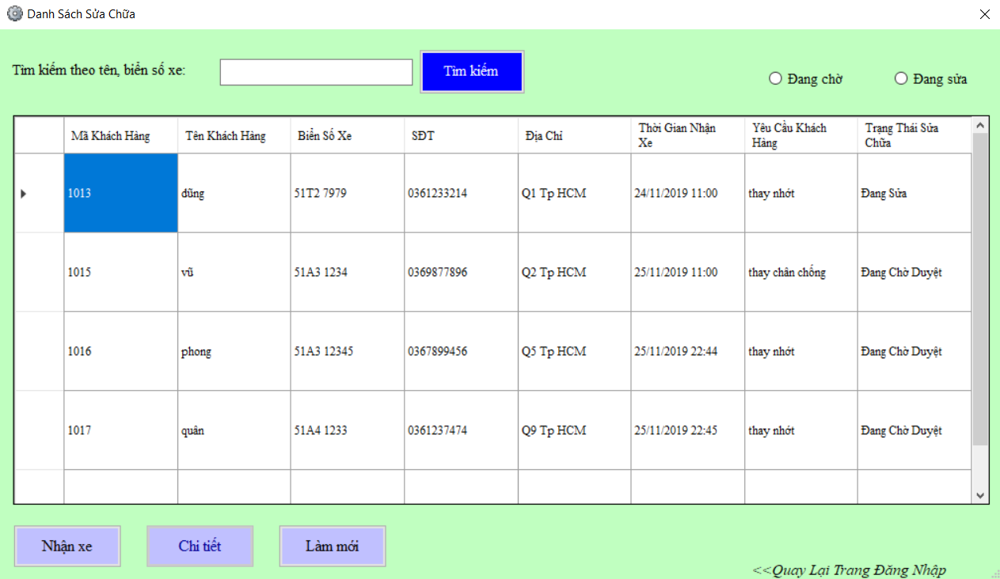 Danh Sách Sửa Chữa
Tìm kiếm theo tên, biển số xe:
Tìm kiếm
Đang chờ
Đang sửa
Mã Khách Hàng Tên Khách Hàng Biển Số Xe SĐT Địa Chỉ Thời Gian Nhận Xe Yêu Cầu Khách Hàng Trạng Thái Sửa Chữa
1013 dũng 51T2 7979 0361233214 Q1 Tp HCM 24/11/2019 11:00 thay nhớt Đang Sửa
1015 vũ 51A3 1234 0369877896 Q2 Tp HCM 25/11/2019 11:00 thay chân chống Đang Chờ Duyệt
1016 phong 51A3 12345 0367899456 Q5 Tp HCM 25/11/2019 22:44 thay nhớt Đang Chờ Duyệt
1017 quân 51A4 1233 0361237474 Q9 Tp HCM 25/11/2019 22:45 thay nhớt Đang Chờ Duyệt
Nhận xe
Chi tiết
Làm mới
<<Quay Lại Trang Đăng Nhập